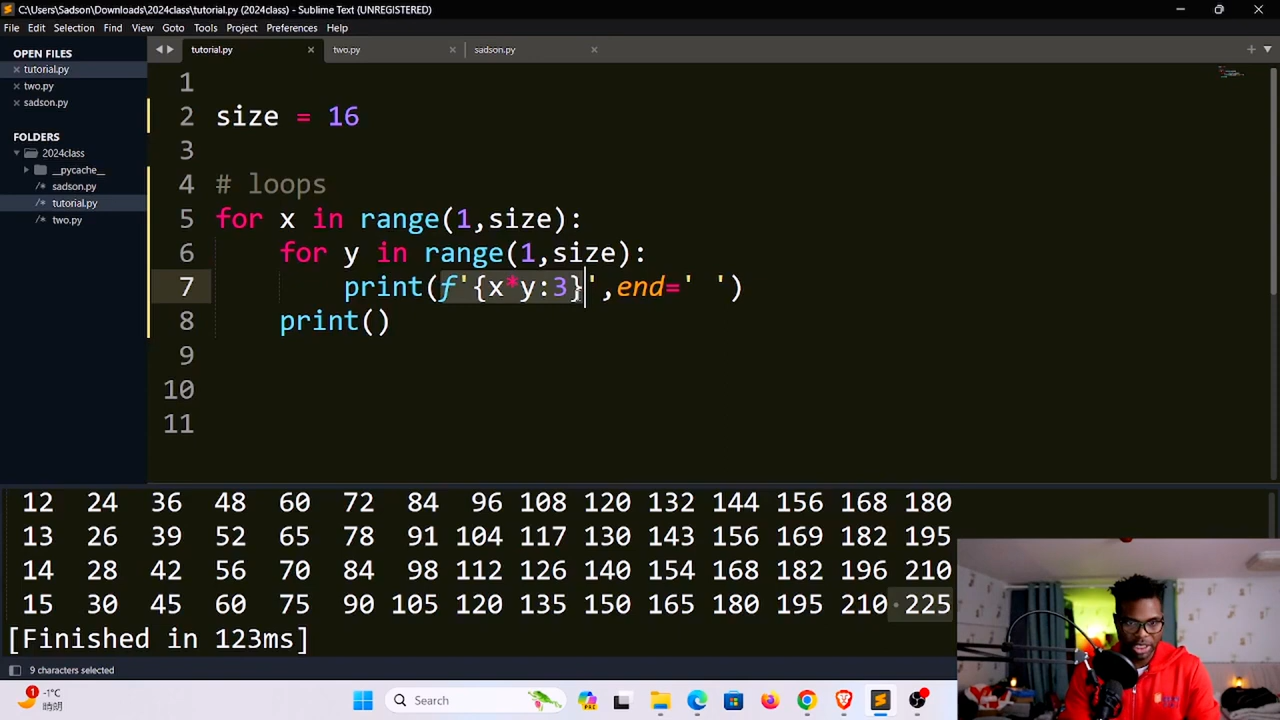 C:\Users\Sadson\Downloads\2024class\tutorial.py (2024class) - Sublime Text (UNREGISTERED)
File Edit Selection Find View Goto Tools Project Preferences Help
OPEN FILES
tutorial.py
two.py
sadson.py
FOLDERS
2024class
__pycache__
/* sadson.py
/* tutorial.py
/* two.py
tutorial.py two.py sadson.py
1
2 size = 16
3
4 # loops
5 for x in range(1,size):
6 for y in range(1,size):
7 print(f'{x*y:3}',end=' ')
8 print()
9
10
11
12 24 36 48 60 72 84 96 108 120 132 144 156 168 180
13 26 39 52 65 78 91 104 117 130 143 156 169 182 195
14 28 42 56 70 84 98 112 126 140 154 168 182 196 210
15 30 45 60 75 90 105 120 135 150 165 180 195 210 225
[Finished in 123ms]
9 characters selected
1
-1°C
晴朗
Search
PRE